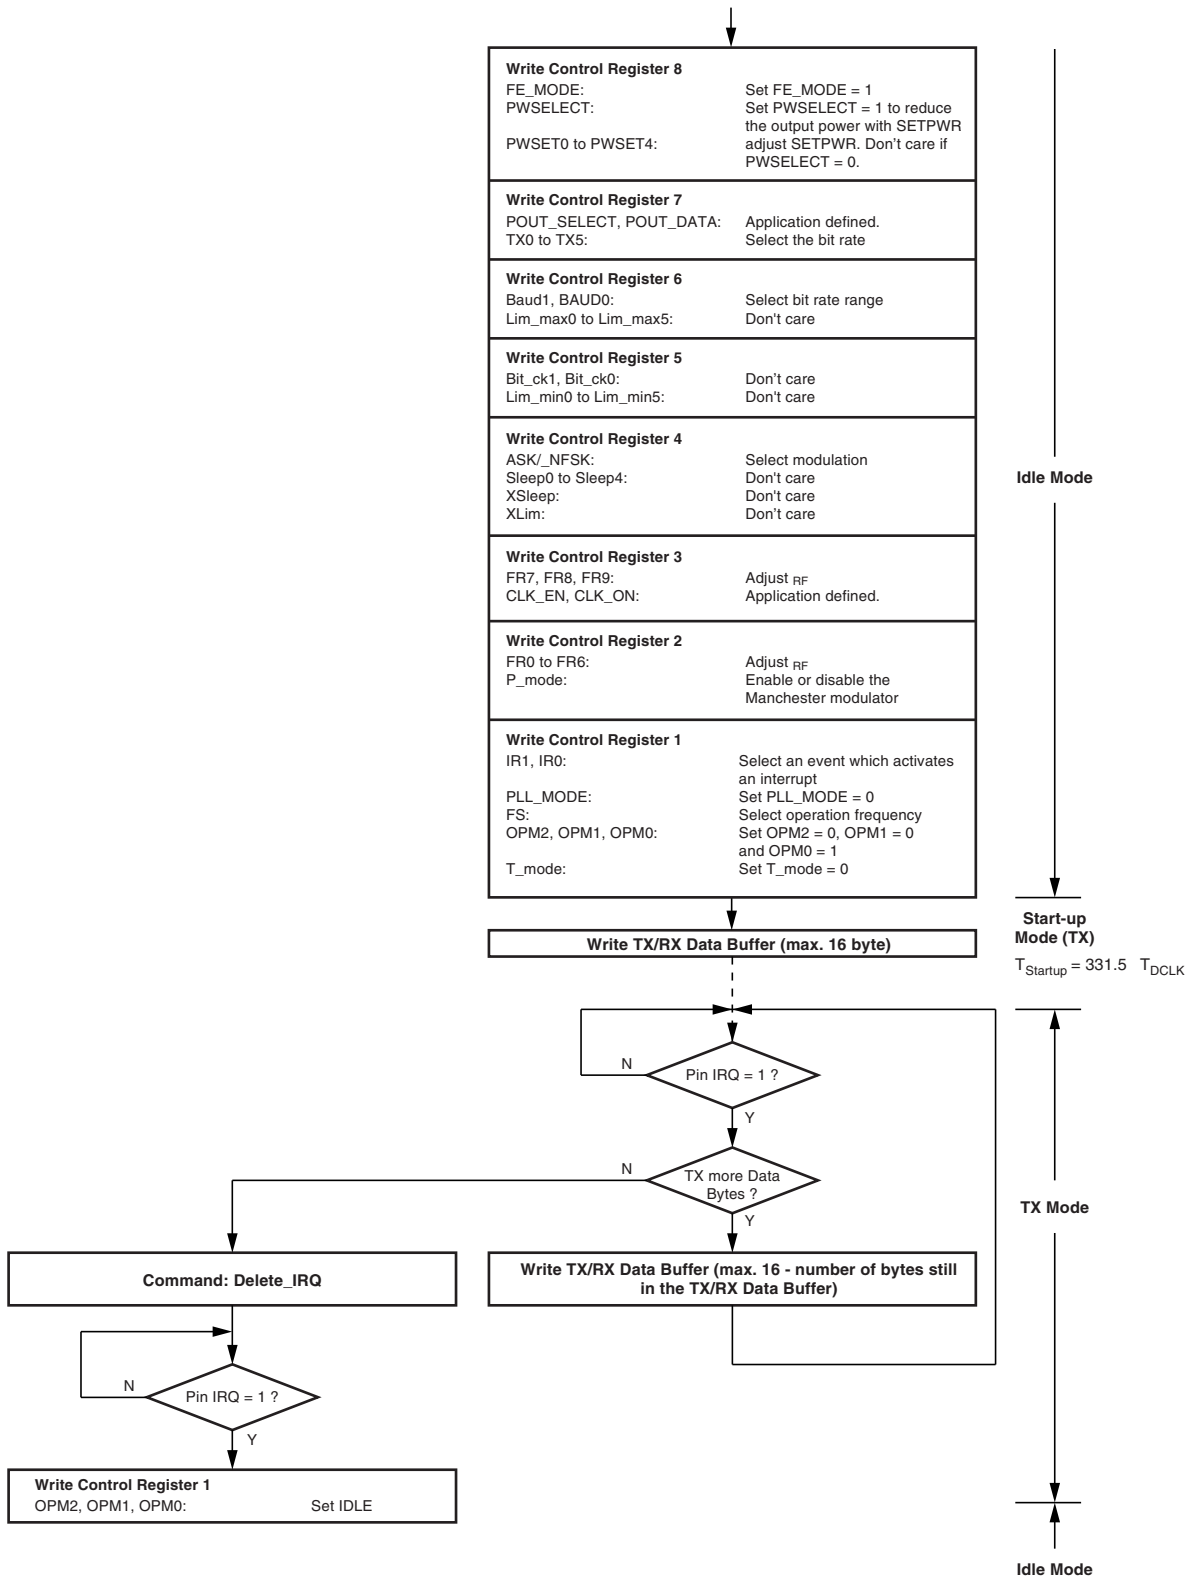 Write Control Register 8
FE_MODE: Set FE_MODE = 1
PWSELECT: Set PWSELECT = 1 to reduce
the output power with SETPWR
PWSET0 to PWSET4: adjust SETPWR. Don't care if
PWSELECT = 0.
Write Control Register 7
POUT_SELECT, POUT_DATA: Application defined.
TX0 to TX5: Select the bit rate
Write Control Register 6
Baud1, BAUD0: Select bit rate range
Lim_max0 to Lim_max5: Don't care
Write Control Register 5
Bit_ck1, Bit_ck0: Don't care
Lim_min0 to Lim_min5: Don't care
Write Control Register 4
ASK/_NFSK: Select modulation
Sleep0 to Sleep4: Don't care
XSleep: Don't care
XLim: Don't care
Idle Mode
Write Control Register 3
FR7, FR8, FR9: Adjust RF
CLK_EN, CLK_ON: Application defined.
Write Control Register 2
FR0 to FR6: Adjust RF
P_mode: Enable or disable the
Manchester modulator
Write Control Register 1
IR1, IR0: Select an event which activates
an interrupt
PLL_MODE: Set PLL_MODE = 0
FS: Select operation frequency
OPM2, OPM1, OPM0: Set OPM2 = 0, OPM1 = 0
and OPM0 = 1
T_mode: Set T_mode = 0
Start-up
Mode (TX)
TStartup = 331.5 TDCLK
Write TX/RX Data Buffer (max. 16 byte)
N
Pin IRQ = 1 ?
Y
N
TX more Data
Bytes ?
Y
TX Mode
Command: Delete_IRQ
Write TX/RX Data Buffer (max. 16 - number of bytes still
in the TX/RX Data Buffer)
N
Pin IRQ = 1 ?
Y
Write Control Register 1
OPM2, OPM1, OPM0: Set IDLE
Idle Mode